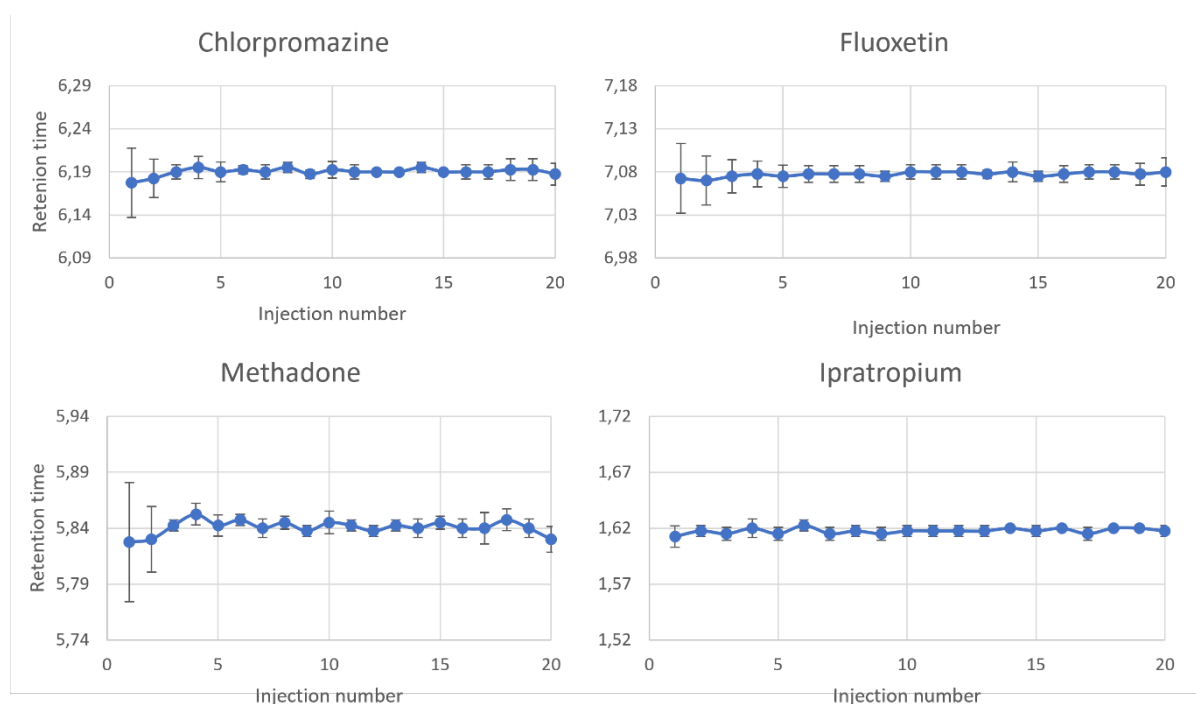 Chlorpromazine
6,29
6,24
6,19
6,14
6,09
Retenion time
0 5 10 15 20
Injection number
Fluoxetin
7,18
7,13
7,08
7,03
6,98
0 5 10 15 20
Injection number
Methadone
5,94
5,89
5,84
5,79
5,74
Retention time
0 5 10 15 20
Injection number
Ipratropium
1,72
1,67
1,62
1,57
1,52
0 5 10 15 20
Injection number